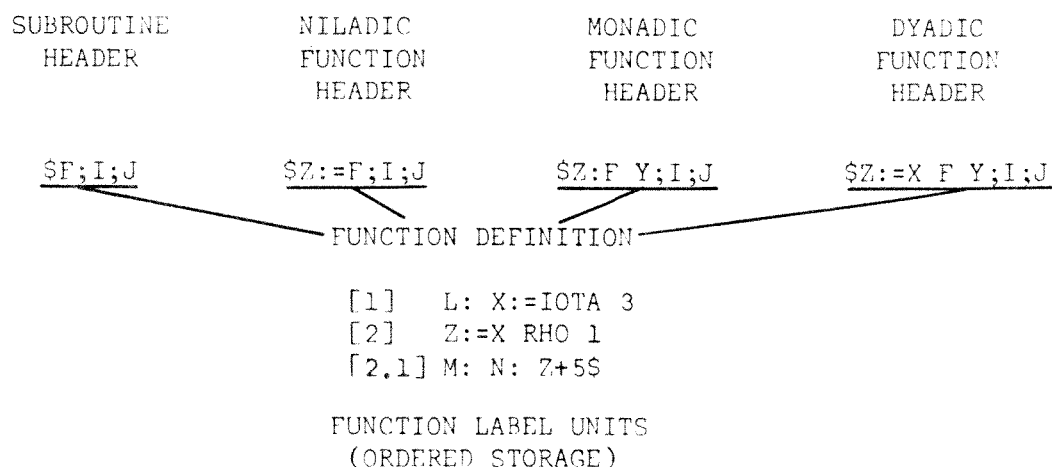 SUBROUTINE NILADIC MONADIC DYADIC
HEADER FUNCTION FUNCTION FUNCTION
HEADER HEADER HEADER
$F;I;J $Z:=F;I;J $Z:F Y;I;J $Z:=X F Y;I;J
FUNCTION DEFINITION
[1] L: X:=IOTA 3
[2] Z:=X RHO 1
[2.1] M: N: Z+5$
FUNCTION LABEL UNITS
(ORDERED STORAGE)